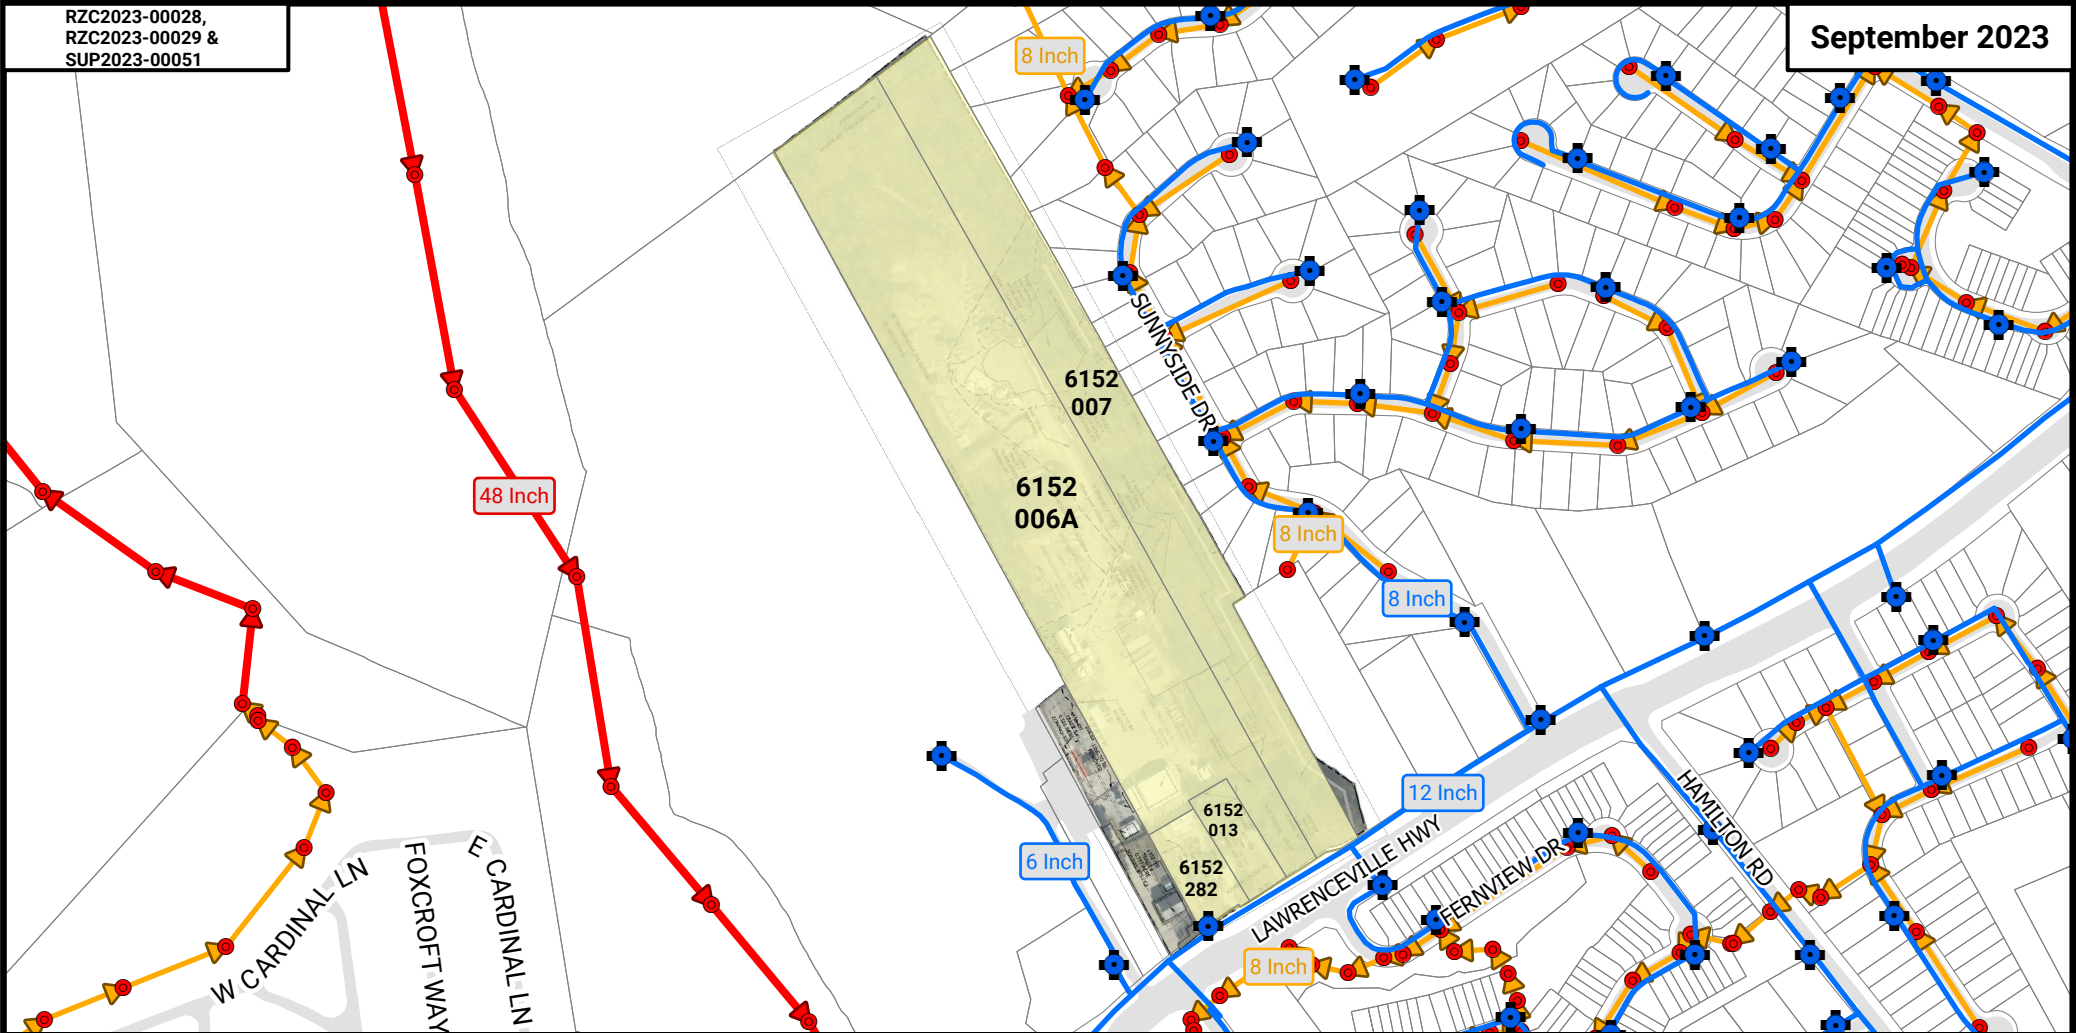 RZC2023-00028,
RZC2023-00029 &
SUP2023-00051
September 2023
8 Inch
SUNNYSIDE DR
6152
007
6152
006A
48 Inch
8 Inch
8 Inch
12 Inch
6152
013
6152
282
6 Inch
LAWRENCEVILLE HWY
FERNVIEW DR
HAMILTON RD
8 Inch
W CARDINAL LN
FOXCROFT WAY
E CARDINAL LN